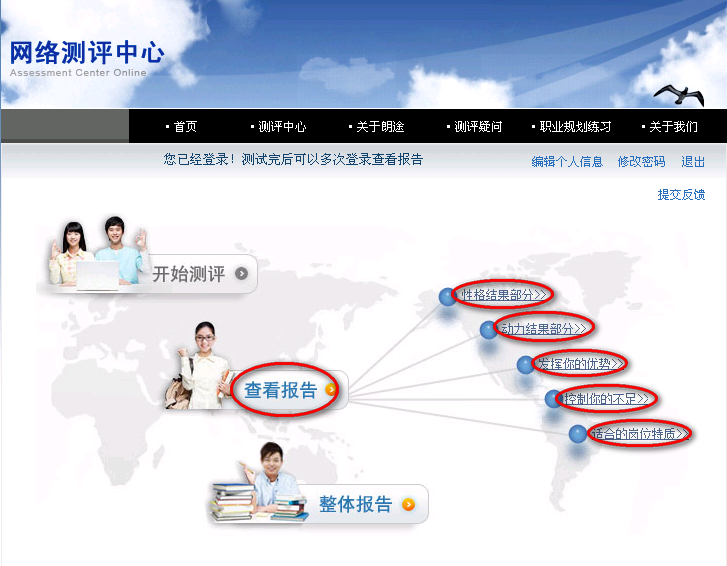 网络测评中心
Assessment Center Online
首页 测评中心 关于朗途 测评疑问 职业规划练习 关于我们
您已经登录！测试完后可以多次登录查看报告 编辑个人信息 修改密码 退出
提交反馈
开始测评
性格结果部分>>
动力结果部分>>
发挥你的优势>>
查看报告
控制你的不足>>
适合的岗位特质>>
整体报告